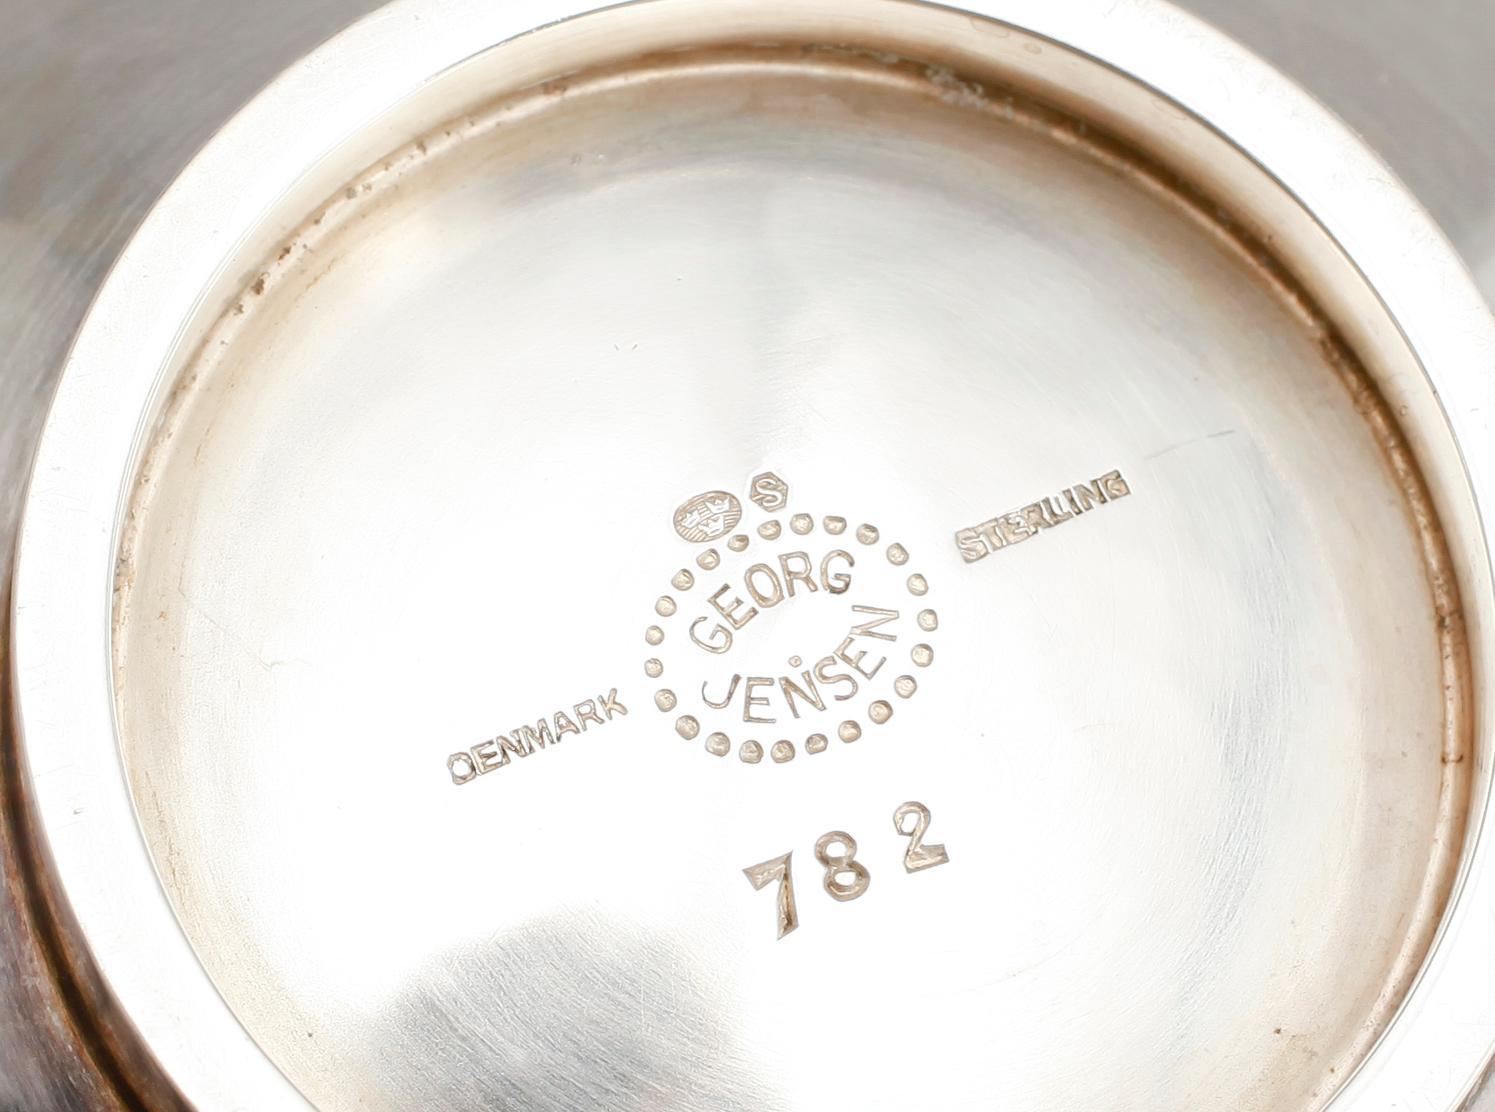 S
GEORG
JENSEN
STERLING
DENMARK
782